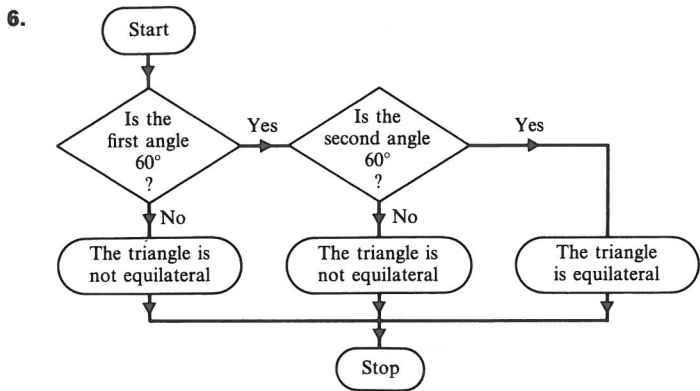 6.
Start
Is the
first angle
60°
?
Yes
Is the
second angle
60°
?
Yes
No
No
The triangle is
not equilateral
The triangle is
not equilateral
The triangle
is equilateral
Stop